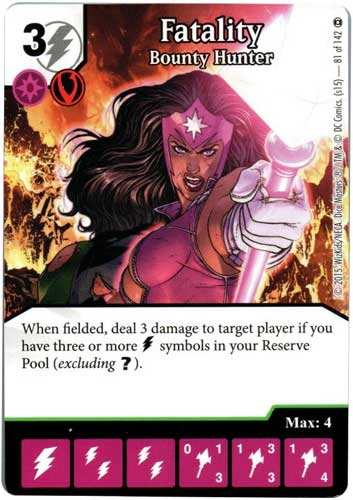 3
Fatality
Bounty Hunter
When fielded, deal 3 damage to target player if you
have three or more symbols in your Reserve
Pool (excluding ?).
©2015 WizKids/NECA. Dice Masters, ®/™ & © DC Comics. (s15) — 81 of 142
Max: 4
0 1 3
1 3 3
1 3 4